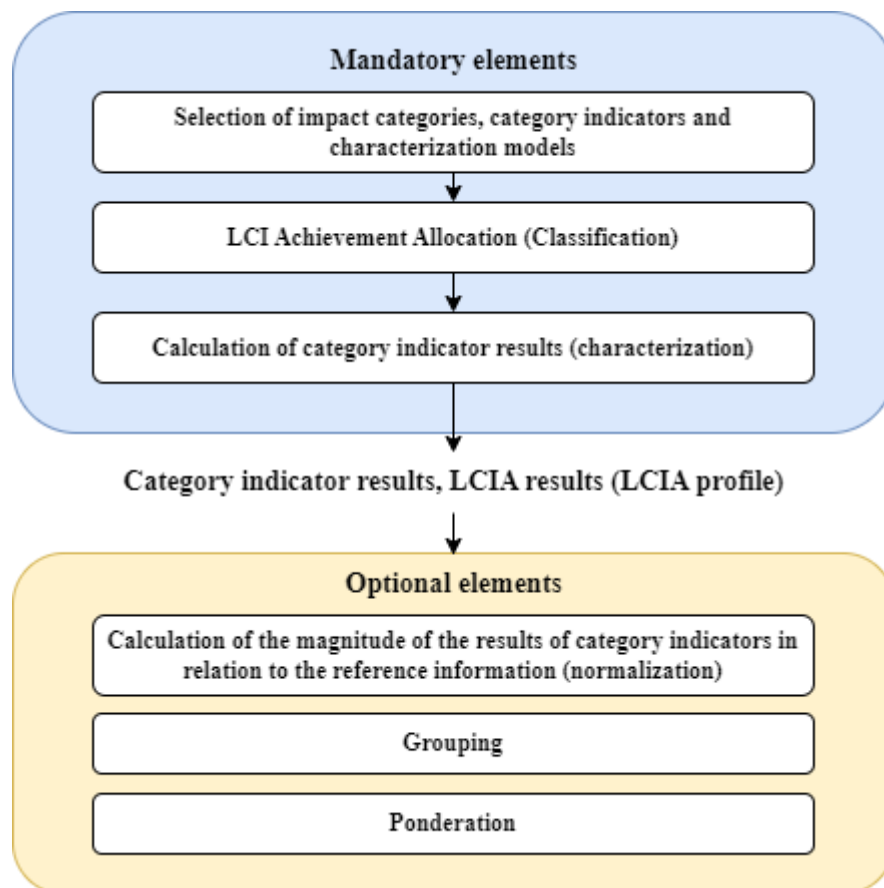 Mandatory elements
Selection of impact categories, category indicators and
characterization models
LCI Achievement Allocation (Classification)
Calculation of category indicator results (characterization)
Category indicator results, LCIA results (LCIA profile)
Optional elements
Calculation of the magnitude of the results of category indicators in
relation to the reference information (normalization)
Grouping
Ponderation